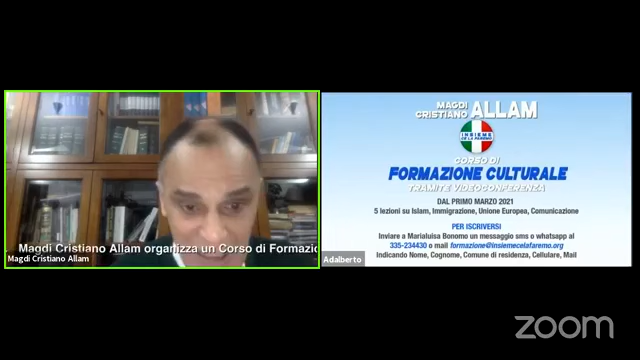 Magdi Cristiano Allam organizza un Corso di Formazio
Magdi Cristiano Allam
MAGDI
CRISTIANO ALLAM
INSIEME
CE LA FAREMO
CORSO DI
FORMAZIONE CULTURALE
TRAMITE VIDEOCONFERENZA
DAL PRIMO MARZO 2021
5 lezioni su Islam, Immigrazione, Unione Europea, Comunicazione
PER ISCRIVERSI
Inviare a Marialuisa Bonomo un messaggio sms o whatsapp al
335-234430 o mail formazione@insiemecelafaremo.org
Indicando Nome, Cognome, Comune di residenza, Cellulare, Mail
Adalberto
zoom